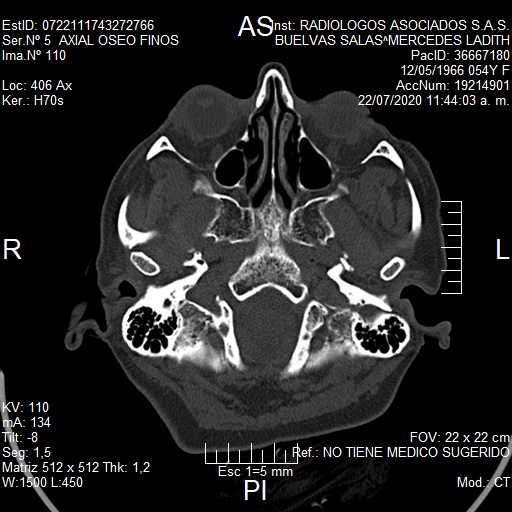 EstID: 0722111743272766
Ser.Nº 5 AXIAL OSEO FINOS
Ima.Nº 110
Loc: 406 Ax
Ker.: H70s
AS
Inst: RADIOLOGOS ASOCIADOS S.A.S.
BUELVAS SALAS^MERCEDES LADITH
PacID: 36667180
12/05/1966 054Y F
AccNum: 19214901
22/07/2020 11:44:03 a. m.
R
L
KV: 110
mA: 134
Tilt: -8
Seg: 1,5
Matriz 512 x 512 Thk: 1,2
W:1500 L:450
Esc 1=5 mm
PI
FOV: 22 x 22 cm
Ref.: NO TIENE MEDICO SUGERIDO
Mod.: CT